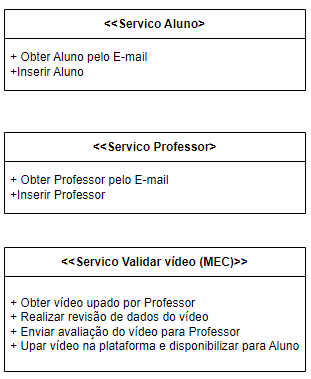 <<Servico Aluno>
+ Obter Aluno pelo E-mail
+Inserir Aluno
<<Servico Professor>
+ Obter Professor pelo E-mail
+Inserir Professor
<<Servico Validar vídeo (MEC)>>
+ Obter vídeo upado por Professor
+ Realizar revisão de dados do vídeo
+ Enviar avaliação do vídeo para Professor
+ Upar vídeo na plataforma e disponibilizar para Aluno